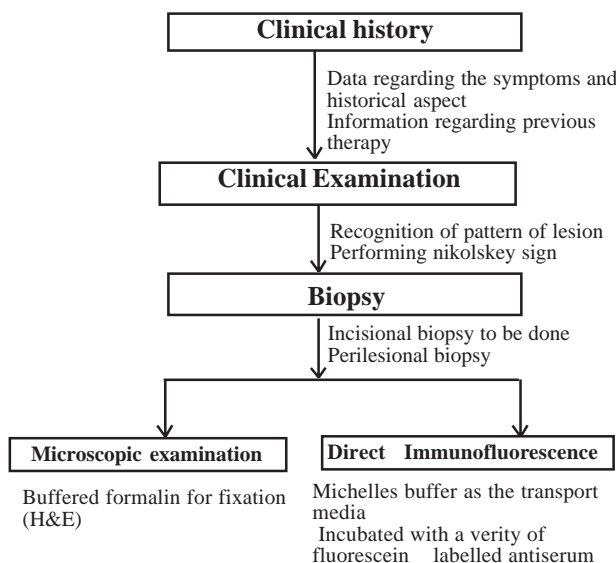 Clinical history
Data regarding the symptoms and
historical aspect
Information regarding previous
therapy
Clinical Examination
Recognition of pattern of lesion
Performing nikolskey sign
Biopsy
Incisional biopsy to be done
Perilesional biopsy
Microscopic examination
Buffered formalin for fixation
(H&E)
Direct Immunofluorescence
Michelles buffer as the transport
media
Incubated with a verity of
fluorescein labelled antiserum